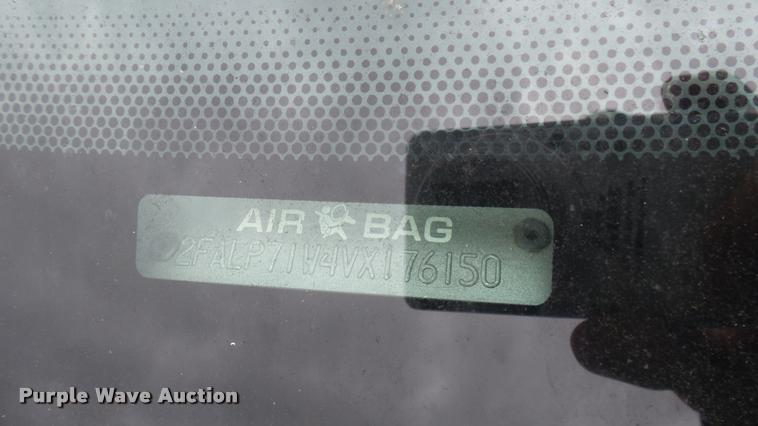 AIR BAG
2FALP71W4VX176150
Purple Wave Auction